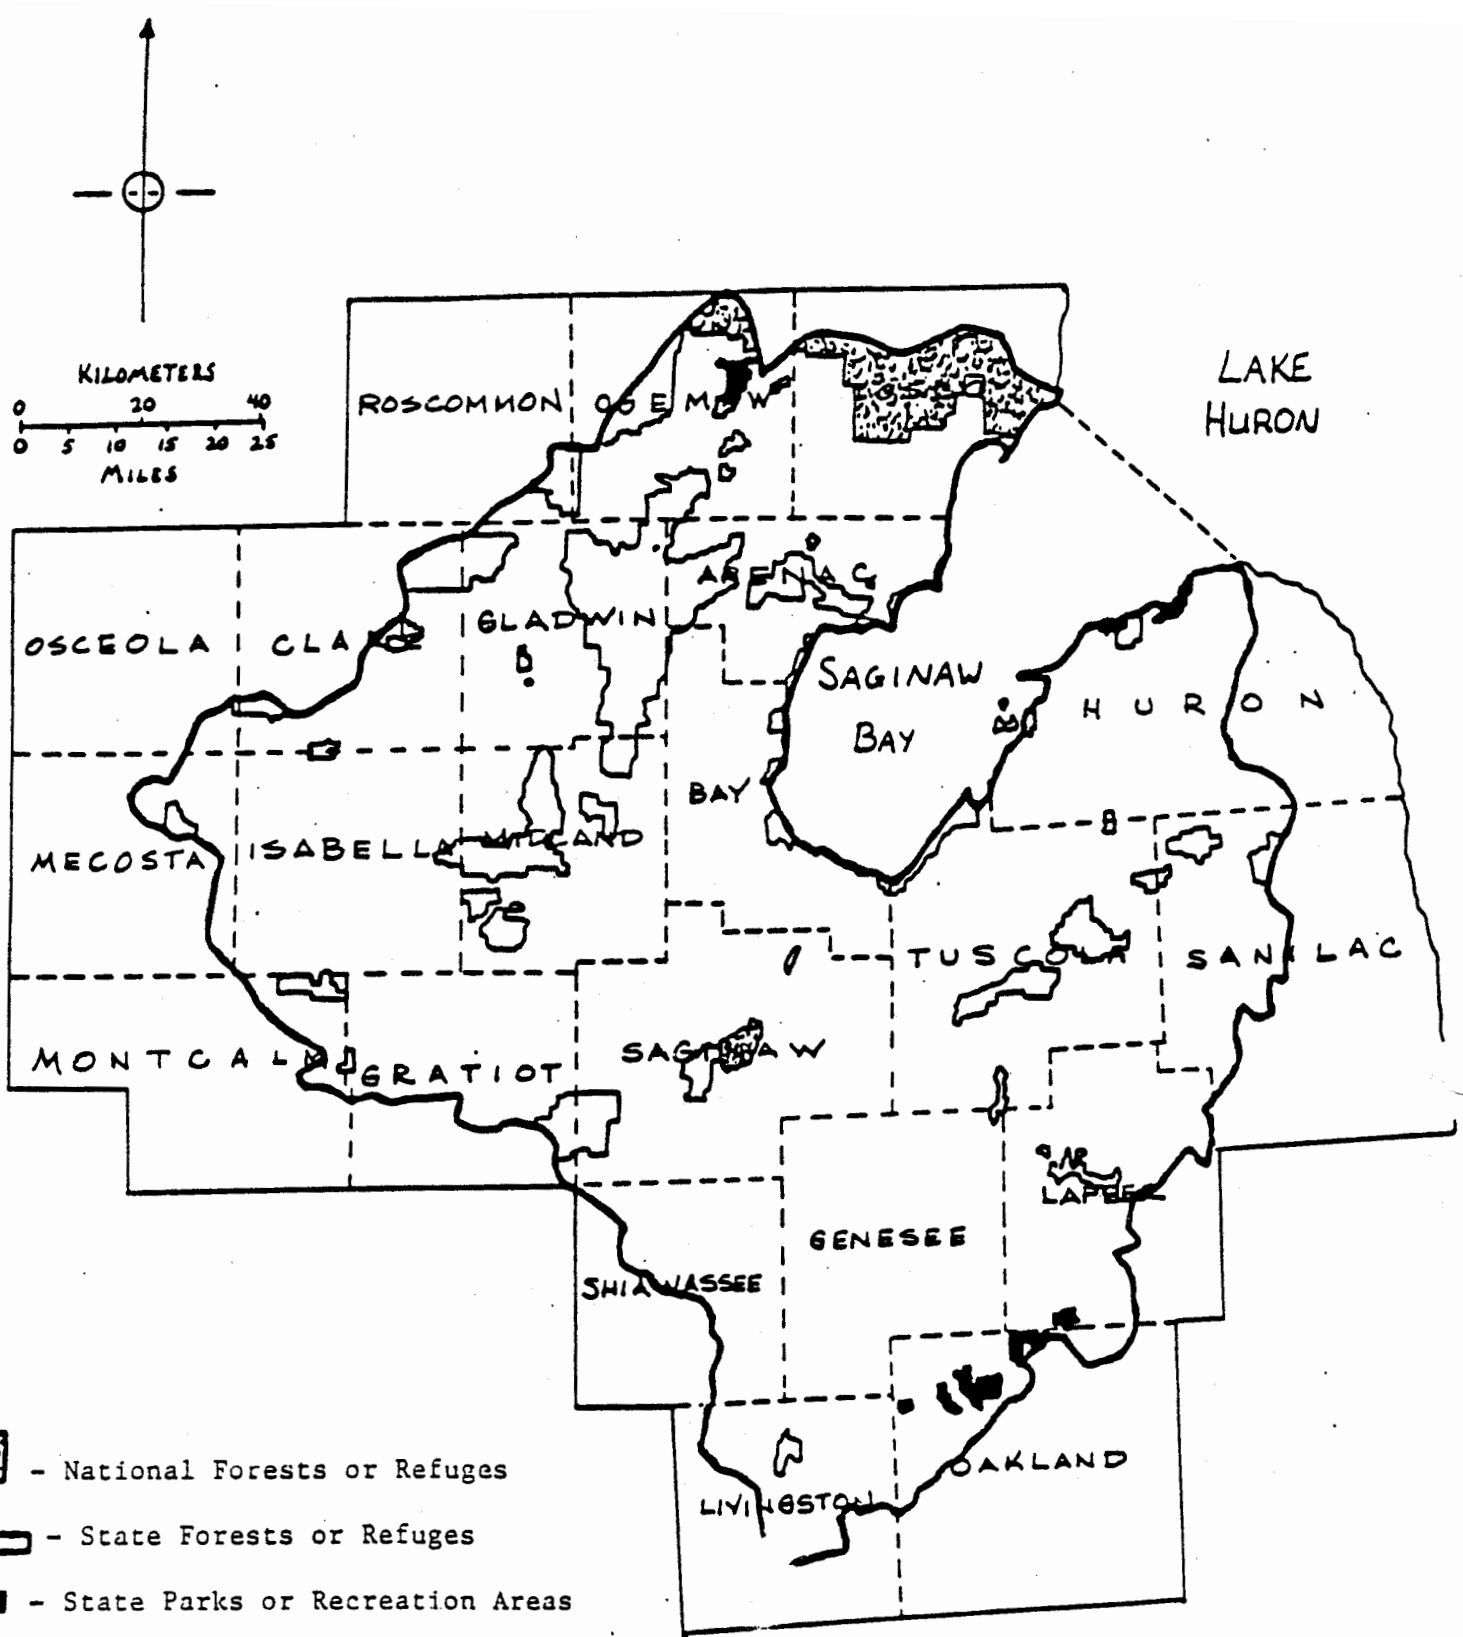 KILOMETERS
0 20 40
0 5 10 15 20 25
MILES
LAKE
HURON
ROSCOMMON
OGEMAW
OSCEOLA
CLARE
GLADWIN
ARENAC
SAGINAW
BAY
HURON
BAY
MECOSTA
ISABELLA
MIDLAND
TUSCOLA
SANILAC
MONTCALM
GRATIOT
SAGINAW
LAPEER
GENESEE
SHIAWASSEE
OAKLAND
LIVINGSTON
- National Forests or Refuges
- State Forests or Refuges
- State Parks or Recreation Areas